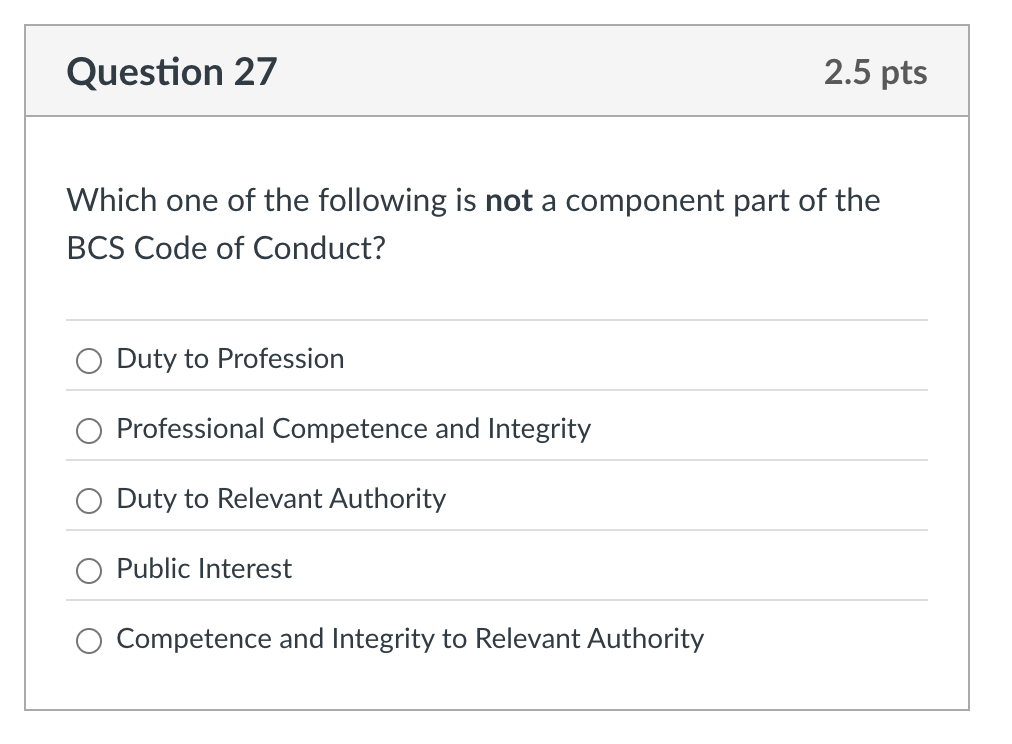 Question 27
2.5 pts
Which one of the following is not a component part of the
BCS Code of Conduct?
Duty to Profession
Professional Competence and Integrity
Duty to Relevant Authority
Public Interest
Competence and Integrity to Relevant Authority